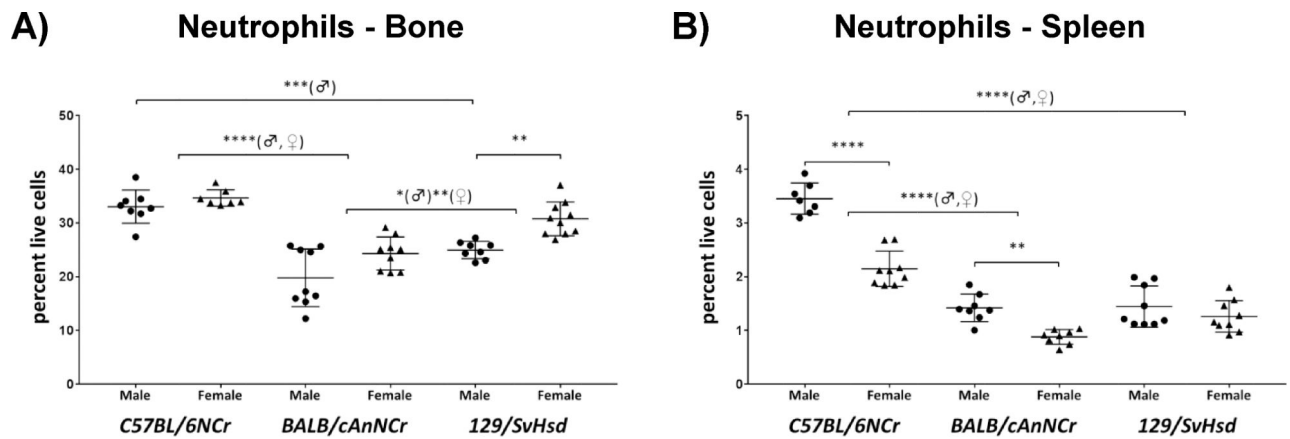 A) Neutrophils - Bone
***(♂)
****(♂,♀)
**
*(♂)**(♀)
percent live cells
50
40
30
20
10
0
Male Female Male Female Male Female
C57BL/6NCr BALB/cAnNCr 129/SvHsd
B) Neutrophils - Spleen
****(♂,♀)
****
****(♂,♀)
**
percent live cells
5
4
3
2
1
0
Male Female Male Female Male Female
C57BL/6NCr BALB/cAnNCr 129/SvHsd